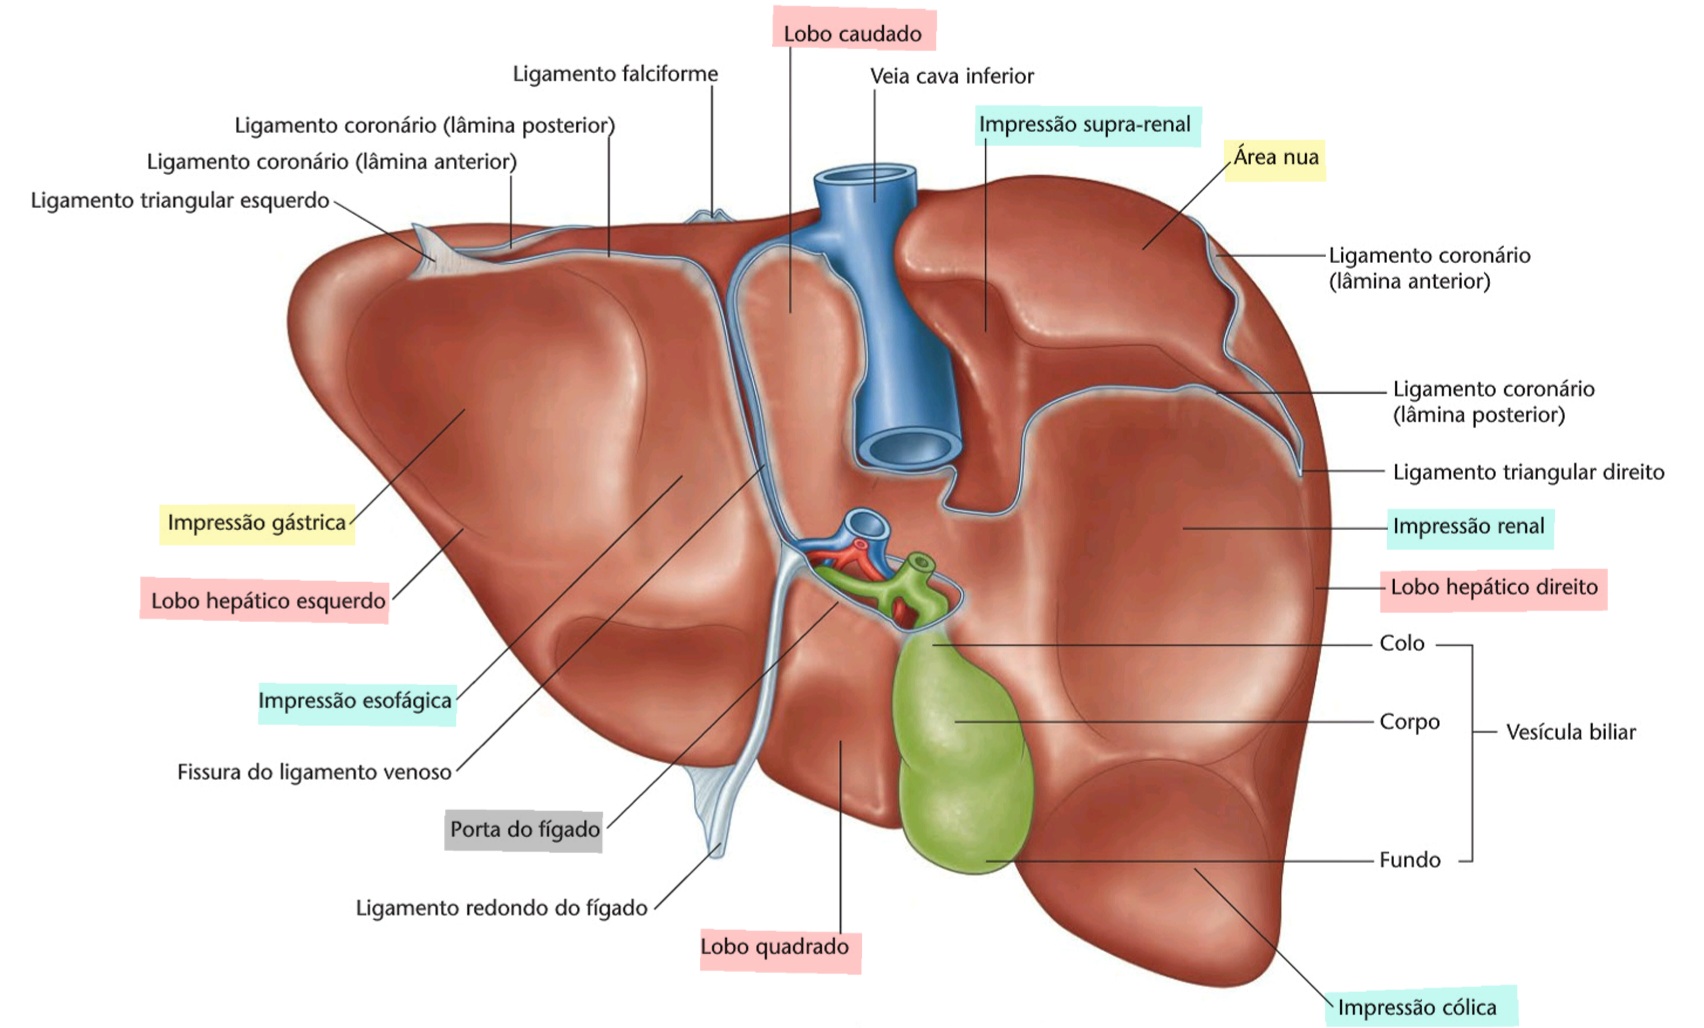 Lobo caudado
Ligamento falciforme
Veia cava inferior
Ligamento coronário (lâmina posterior)
Impressão supra-renal
Ligamento coronário (lâmina anterior)
Área nua
Ligamento triangular esquerdo
Ligamento coronário
(lâmina anterior)
Ligamento coronário
(lâmina posterior)
Ligamento triangular direito
Impressão gástrica
Impressão renal
Lobo hepático esquerdo
Lobo hepático direito
Colo
Impressão esofágica
Corpo
Vesícula biliar
Fissura do ligamento venoso
Porta do fígado
Fundo
Ligamento redondo do fígado
Lobo quadrado
Impressão cólica